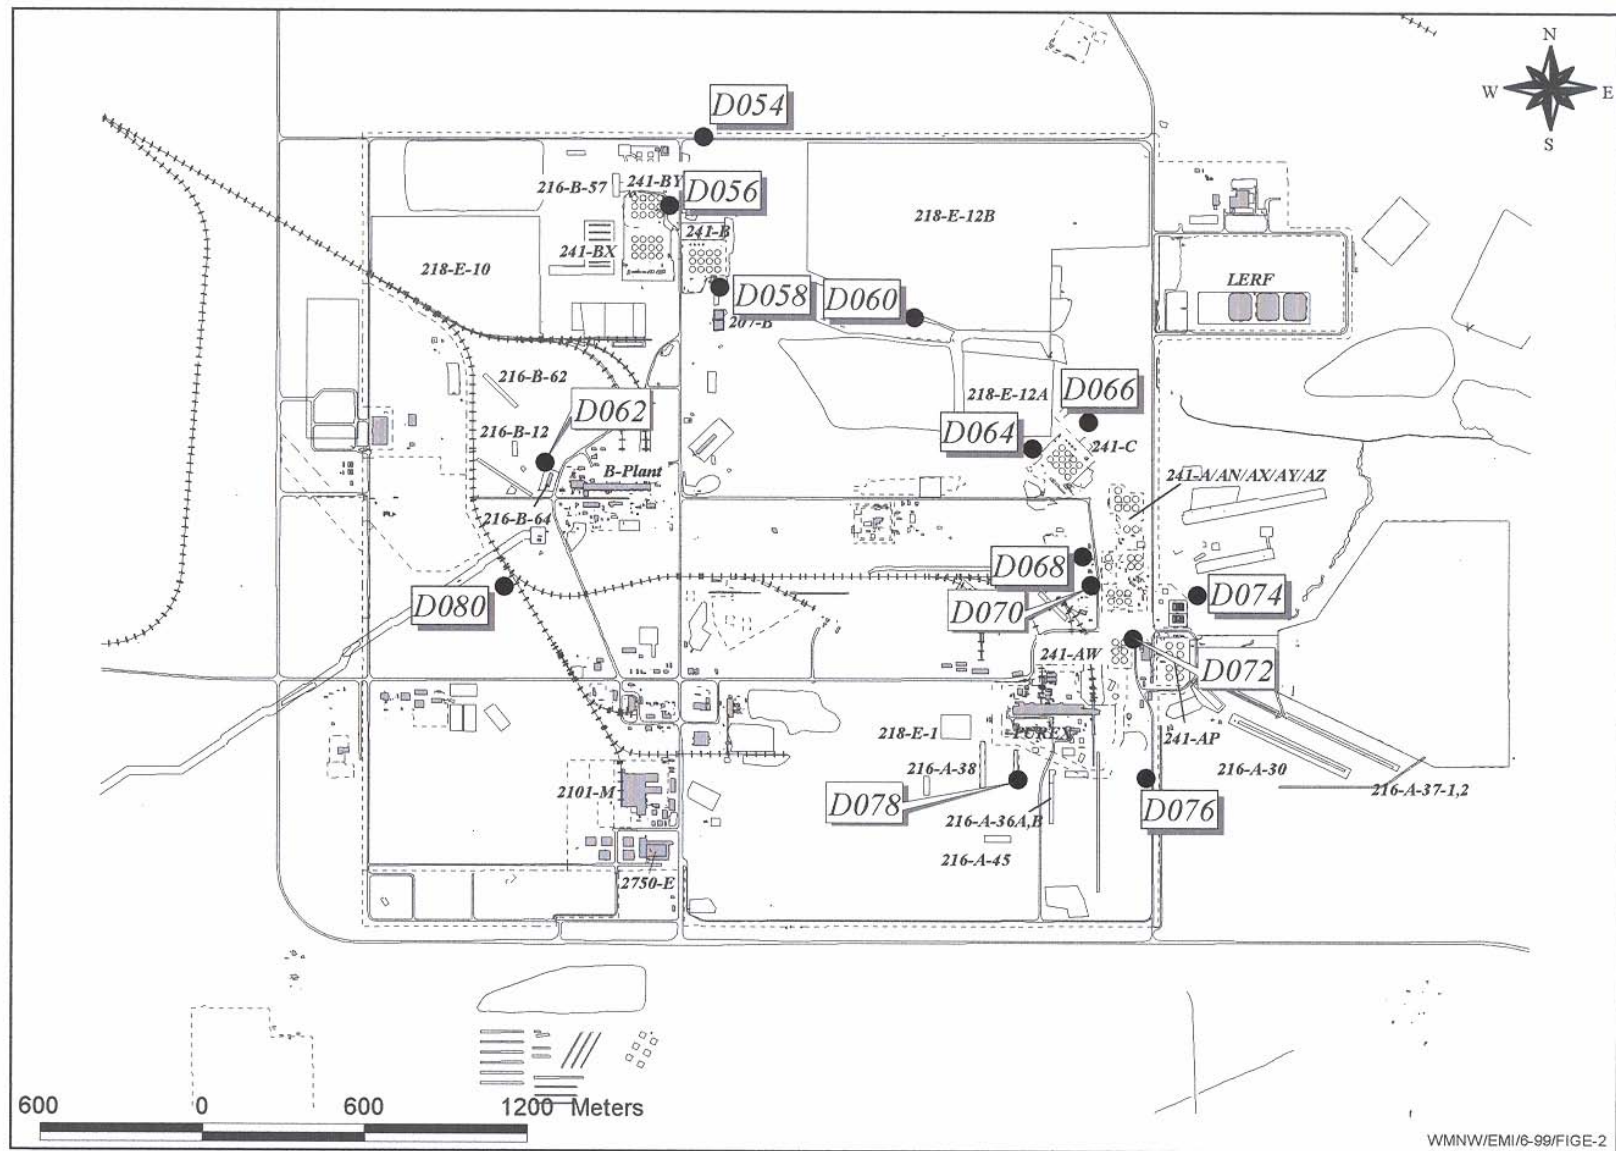 N
W E
S
D054
216-B-57
241-BY
D056
218-E-12B
241-B
241-BX
218-E-10
LERF
D058
D060
207-B
216-B-62
D062
218-E-12A
D066
216-B-12
D064
241-C
B-Plant
241-A/AN/AX/AY/AZ
216-B-64
D068
D080
D070
D074
241-AW
D072
218-E-1
PUREX
241-AP
216-A-38
216-A-30
2101-M
216-A-37-1,2
D078
216-A-36A,B
D076
216-A-45
2750-E
600 0 600 1200 Meters
WMNW/EMI/6-99/FIGE-2